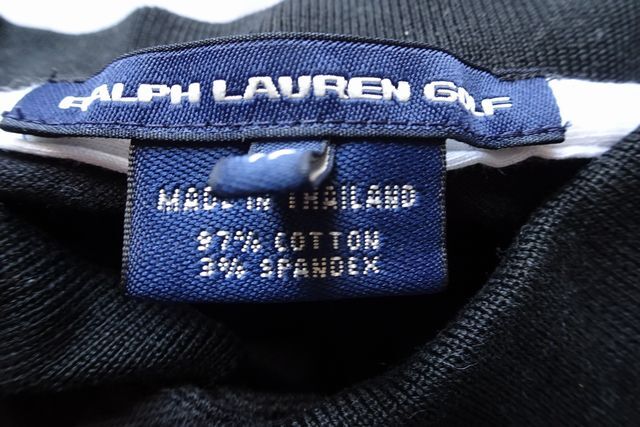 RALPH LAUREN GOLF
MADE IN THAILAND
97% COTTON
3% SPANDEX